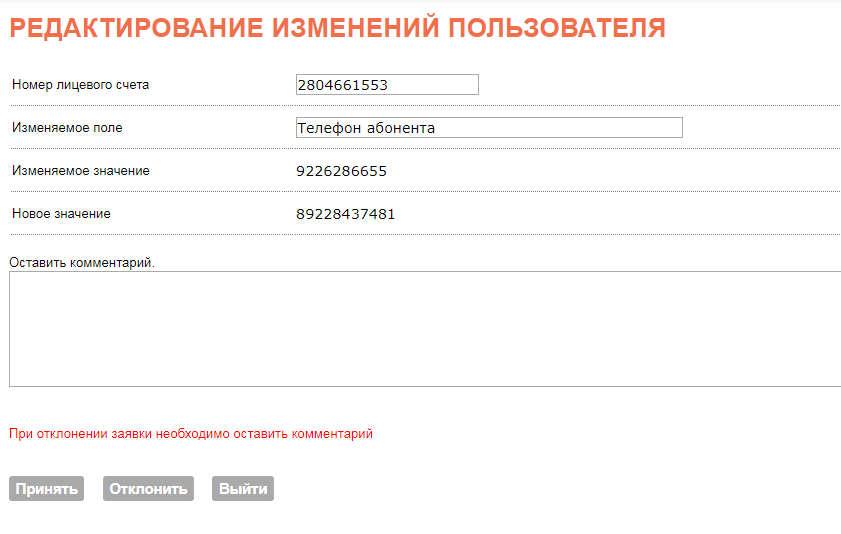 РЕДАКТИРОВАНИЕ ИЗМЕНЕНИЙ ПОЛЬЗОВАТЕЛЯ
Номер лицевого счета 2804661553
Изменяемое поле Телефон абонента
Изменяемое значение 9226286655
Новое значение 89228437481
Оставить комментарий.
При отклонении заявки необходимо оставить комментарий
Принять Отклонить Выйти